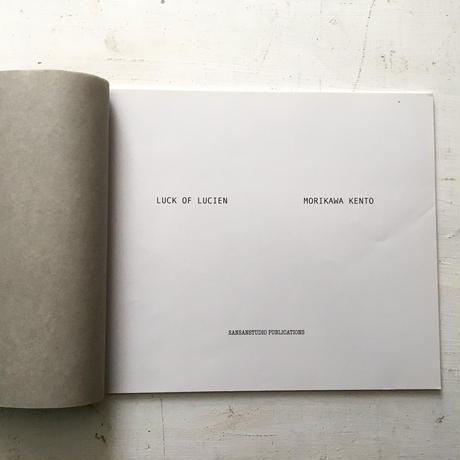 LUCK OF LUCIEN MORIKAWA KENTO
SANSANSTUDIO PUBLICATIONS